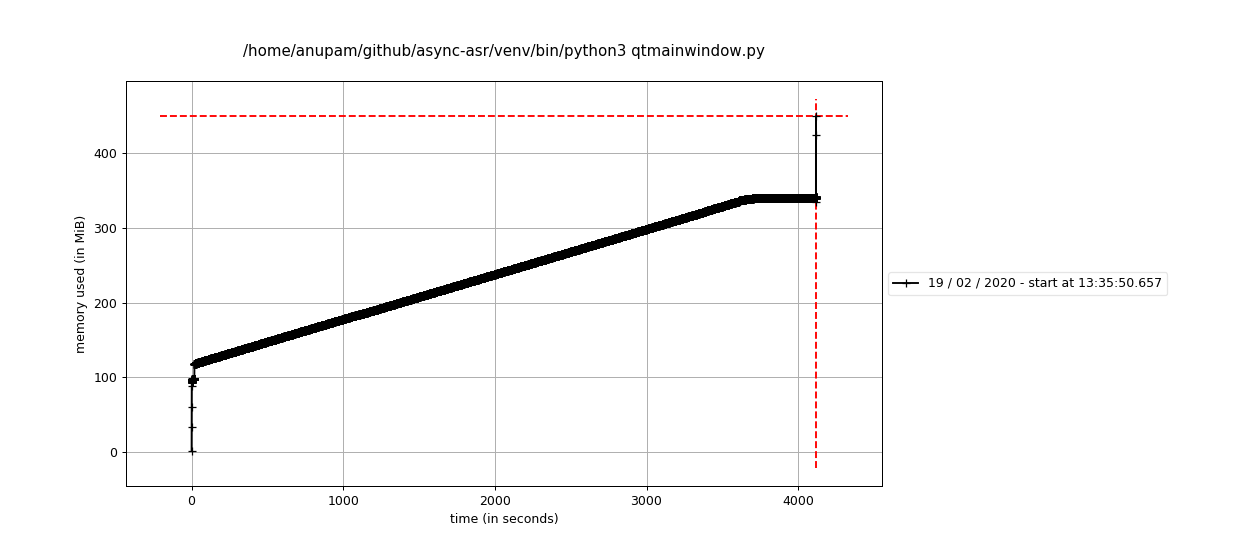 /home/anupam/github/async-asr/venv/bin/python3 qtmainwindow.py
memory used (in MiB)
400
300
200
100
0
0 1000 2000 3000 4000
time (in seconds)
19 / 02 / 2020 - start at 13:35:50.657